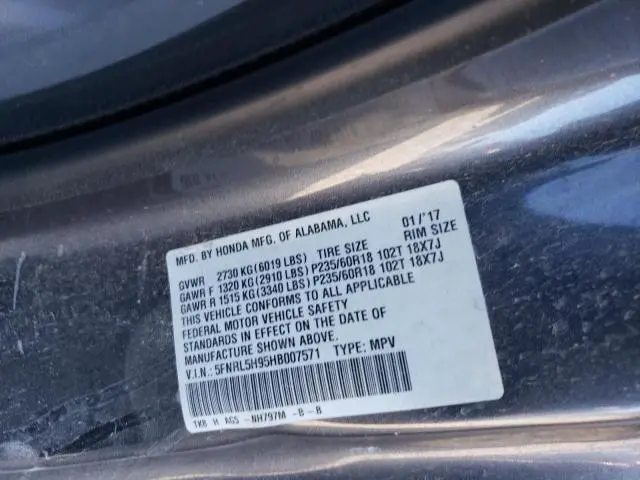 MFD. BY HONDA MFG. OF ALABAMA, LLC 01/'17
GVWR 2730 KG(6019 LBS) TIRE SIZE RIM SIZE
GAWR F 1320 KG(2910 LBS)P235/60R18 102T 18X7J
GAWR R 1515 KG(3340 LBS)P235/60R18 102T 18X7J
THIS VEHICLE CONFORMS TO ALL APPLICABLE
FEDERAL MOTOR VEHICLE SAFETY
STANDARDS IN EFFECT ON THE DATE OF
MANUFACTURE SHOWN ABOVE.
V.I.N.: 5FNRL5H95HB007571 TYPE: MPV
TK8 H AGS -NH797M -B -B